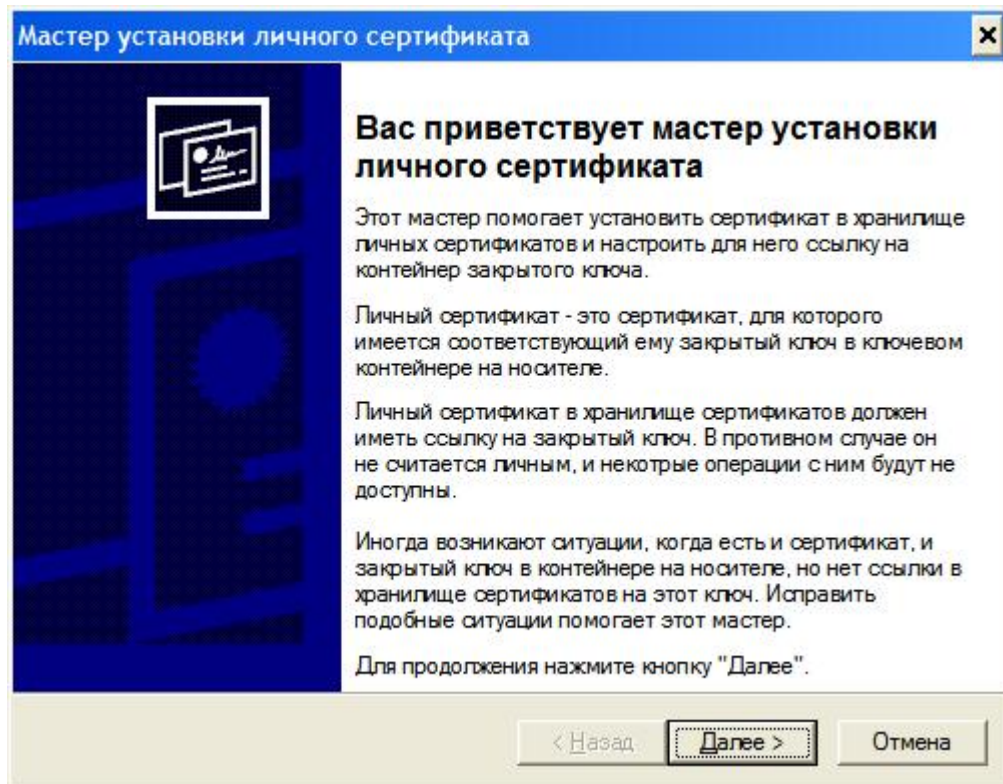 Мастер установки личного сертификата
Вас приветствует мастер установки
личного сертификата
Этот мастер помогает установить сертификат в хранилище
личных сертификатов и настроить для него ссылку на
контейнер закрытого ключа.
Личный сертификат - это сертификат, для которого
имеется соответствующий ему закрытый ключ в ключевом
контейнере на носителе.
Личный сертификат в хранилище сертификатов должен
иметь ссылку на закрытый ключ. В противном случае он
не считается личным, и некотрые операции с ним будут не
доступны.
Иногда возникают ситуации, когда есть и сертификат, и
закрытый ключ в контейнере на носителе, но нет ссылки в
хранилище сертификатов на этот ключ. Исправить
подобные ситуации помогает этот мастер.
Для продолжения нажмите кнопку "Далее".
< Назад Далее > Отмена